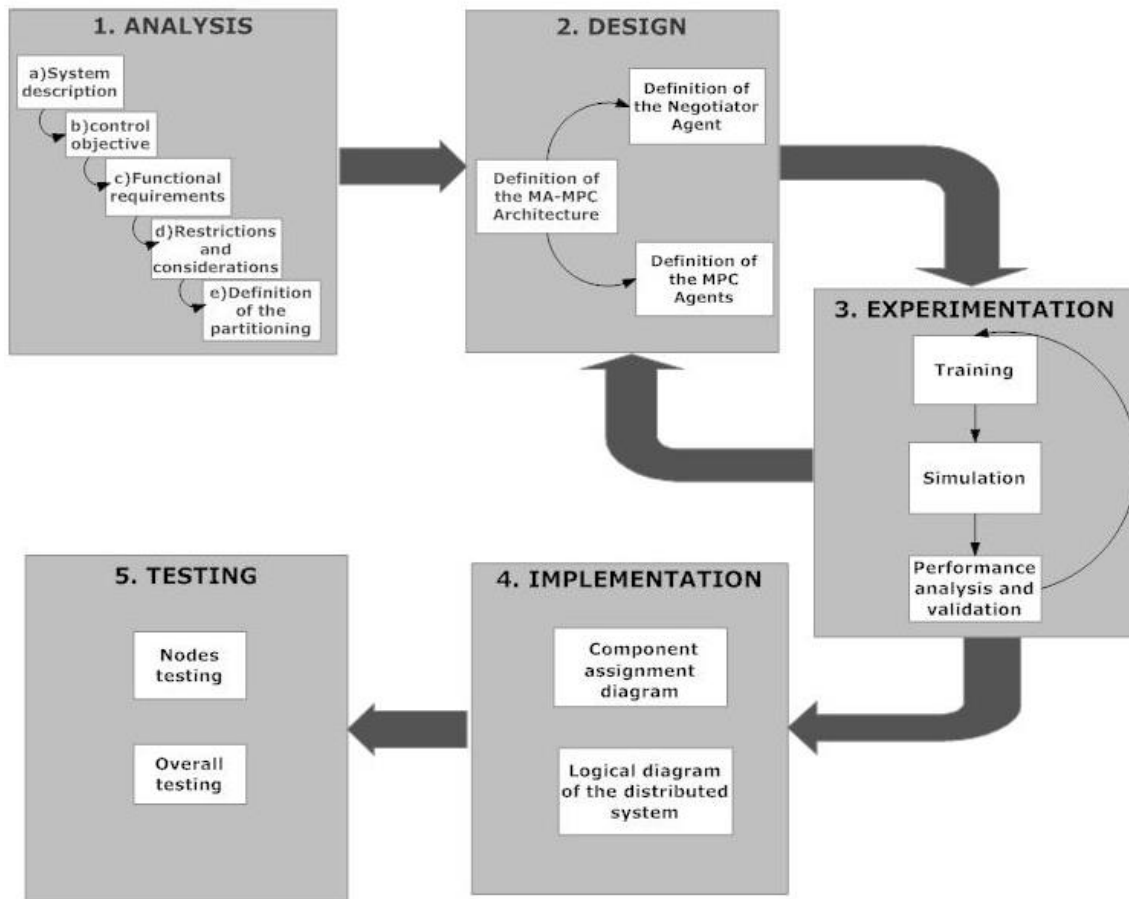 1. ANALYSIS
a)System
description
b)control
objective
c)Functional
requirements
d)Restrictions
and
considerations
e)Definition
of the
partitioning
2. DESIGN
Definition of
the Negotiator
Agent
Definition of
the MA-MPC
Architecture
Definition of
the MPC
Agents
3. EXPERIMENTATION
Training
Simulation
Performance
analysis and
validation
4. IMPLEMENTATION
Component
assignment
diagram
Logical diagram
of the distributed
system
5. TESTING
Nodes
testing
Overall
testing